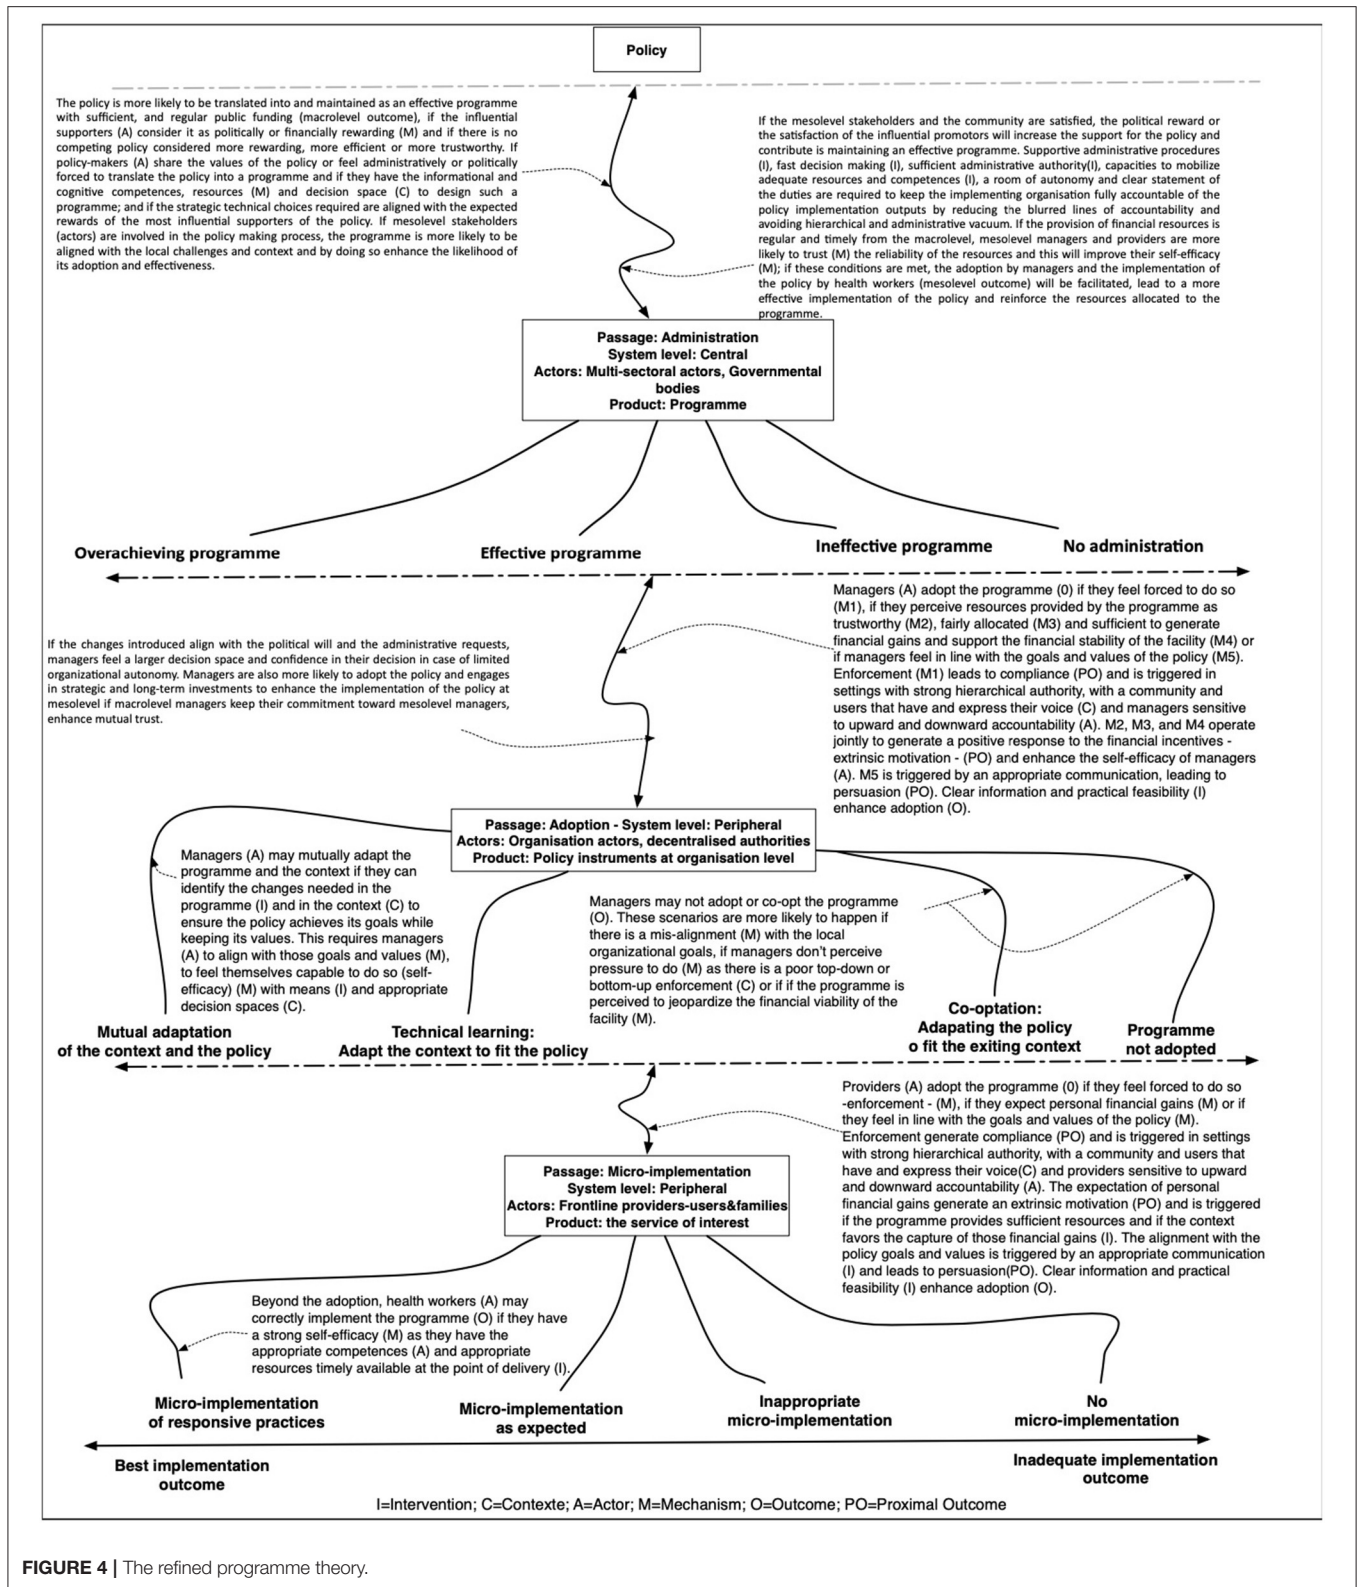 Policy
The policy is more likely to be translated into and maintained as an effective programme
with sufficient, and regular public funding (macrolevel outcome), if the influential
supporters (A) consider it as politically or financially rewarding (M) and if there is no
competing policy considered more rewarding, more efficient or more trustworthy. If
policy-makers (A) share the values of the policy or feel administratively or politically
forced to translate the policy into a programme and if they have the informational and
cognitive competences, resources (M) and decision space (C) to design such a
programme; and if the strategic technical choices required are aligned with the expected
rewards of the most influential supporters of the policy. If mesolevel stakeholders
(actors) are involved in the policy making process, the programme is more likely to be
aligned with the local challenges and context and by doing so enhance the likelihood of
its adoption and effectiveness.
If the mesolevel stakeholders and the community are satisfied, the political reward or
the satisfaction of the influential promotors will increase the support for the policy and
contribute is maintaining an effective programme. Supportive administrative procedures
(I), fast decision making (I), sufficient administrative authority(I), capacities to mobilize
adequate resources and competences (I), a room of autonomy and clear statement of
the duties are required to keep the implementing organisation fully accountable of the
policy implementation outputs by reducing the blurred lines of accountability and
avoiding hierarchical and administrative vacuum. If the provision of financial resources is
regular and timely from the macrolevel, mesolevel managers and providers are more
likely to trust (M) the reliability of the resources and this will improve their self-efficacy
(M); if these conditions are met, the adoption by managers and the implementation of
the policy by health workers (mesolevel outcome) will be facilitated, lead to a more
effective implementation of the policy and reinforce the resources allocated to the
programme.
Passage: Administration
System level: Central
Actors: Multi-sectoral actors, Governmental
bodies
Product: Programme
Overachieving programme
Effective programme
Ineffective programme
No administration
Managers (A) adopt the programme (0) if they feel forced to do so
(M1), if they perceive resources provided by the programme as
trustworthy (M2), fairly allocated (M3) and sufficient to generate
financial gains and support the financial stability of the facility (M4) or
if managers feel in line with the goals and values of the policy (M5).
Enforcement (M1) leads to compliance (PO) and is triggered in
settings with strong hierarchical authority, with a community and
users that have and express their voice (C) and managers sensitive
to upward and downward accountability (A). M2, M3, and M4 operate
jointly to generate a positive response to the financial incentives -
extrinsic motivation - (PO) and enhance the self-efficacy of managers
(A). M5 is triggered by an appropriate communication, leading to
persuasion (PO). Clear information and practical feasibility (I)
enhance adoption (O).
If the changes introduced align with the political will and the administrative requests,
managers feel a larger decision space and confidence in their decision in case of limited
organizational autonomy. Managers are also more likely to adopt the policy and engages
in strategic and long-term investments to enhance the implementation of the policy at
mesolevel if macrolevel managers keep their commitment toward mesolevel managers,
enhance mutual trust.
Passage: Adoption - System level: Peripheral
Actors: Organisation actors, decentralised authorities
Product: Policy instruments at organisation level
Managers (A) may mutually adapt the
programme and the context if they can
identify the changes needed in the
programme (I) and in the context (C) to
ensure the policy achieves its goals while
keeping its values. This requires managers
(A) to align with those goals and values (M),
to feel themselves capable to do so (self-
efficacy) (M) with means (I) and appropriate
decision spaces (C).
Managers may not adopt or co-opt the programme
(O). These scenarios are more likely to happen if
there is a mis-alignment (M) with the local
organizational goals, if managers don't perceive
pressure to do (M) as there is a poor top-down or
bottom-up enforcement (C) or if if the programme is
perceived to jeopardize the financial viability of the
facility (M).
Mutual adaptation
of the context and the policy
Technical learning:
Adapt the context to fit the policy
Co-optation:
Adapating the policy
o fit the exiting context
Programme
not adopted
Providers (A) adopt the programme (0) if they feel forced to do so
-enforcement - (M), if they expect personal financial gains (M) or if
they feel in line with the goals and values of the policy (M).
Enforcement generate compliance (PO) and is triggered in settings
with strong hierarchical authority, with a community and users that
have and express their voice(C) and providers sensitive to upward
and downward accountability (A). The expectation of personal
financial gains generate an extrinsic motivation (PO) and is triggered
if the programme provides sufficient resources and if the context
favors the capture of those financial gains (I). The alignment with the
policy goals and values is triggered by an appropriate communication
(I) and leads to persuasion(PO). Clear information and practical
feasibility (I) enhance adoption (O).
Passage: Micro-implementation
System level: Peripheral
Actors: Frontline providers-users&families
Product: the service of interest
Beyond the adoption, health workers (A) may
correctly implement the programme (O) if they have
a strong self-efficacy (M) as they have the
appropriate competences (A) and appropriate
resources timely available at the point of delivery (I).
Micro-implementation
of responsive practices
Micro-implementation
as expected
Inappropriate
micro-implementation
No
micro-implementation
Best implementation
outcome
Inadequate implementation
outcome
I=Intervention; C=Contexte; A=Actor; M=Mechanism; O=Outcome; PO=Proximal Outcome
FIGURE 4 | The refined programme theory.